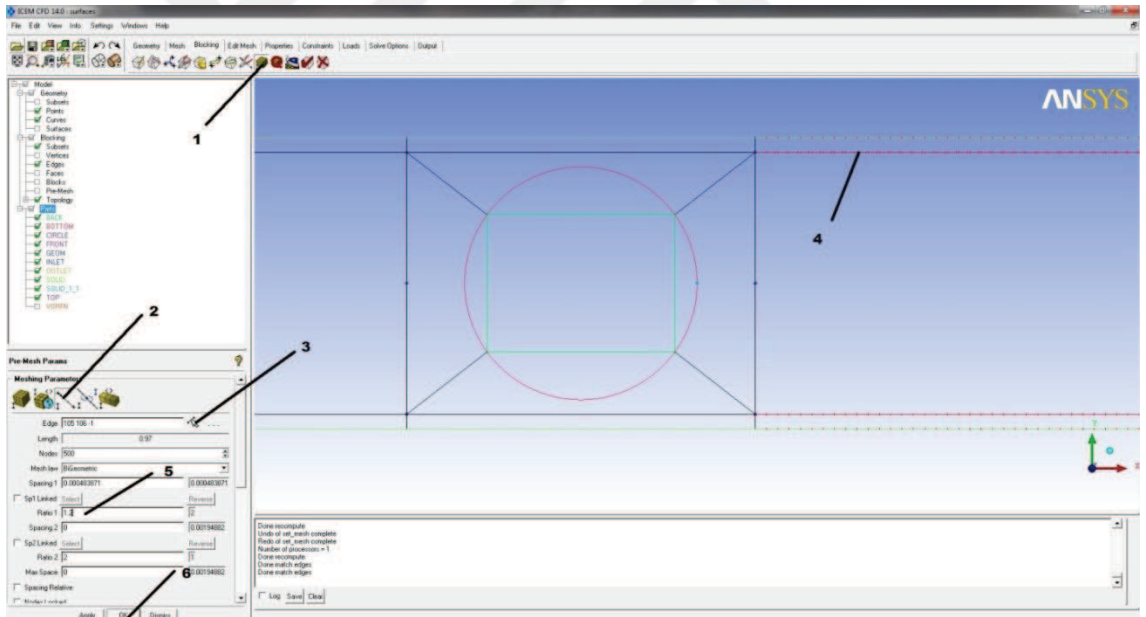 ICEM CFD 14.0 : surfaces
File Edit View Info Settings Windows Help
Geometry Mesh Blocking Edit Mesh Properties Constraints Loads Solve Options Output
1
Model
Geometry
Subsets
Points
Curves
Surfaces
Blocking
Subsets
Vertices
Edges
Faces
Blocks
Pre-Mesh
Topology
Parts
BACK
BOTTOM
CIRCLE
FRONT
GEOM
INLET
OUTLET
SOLID
SOLID_1_1
TOP
VORFN
2
ANSYS
4
Pre-Mesh Params
3
Meshing Parameters
Edge 105 106 -1
Length 0.97
Nodes 500
Mesh law BiGeometric
5
Spacing 1 0.000483871 0.000483871
Sp1 Linked Select Reverse
Ratio 1 2
Spacing 2 0 0.00194882
Sp2 Linked Select Reverse
Ratio 2 2 1
Max Space 0 0.00194882
6
Spacing Relative
Nodes Locked
Apply OK Dismiss
Y
X
Done recompute
Undo of set_mesh complete
Redo of set_mesh complete
Number of processors = 1
Done recompute
Done match edges
Done match edges
Log Save Clear